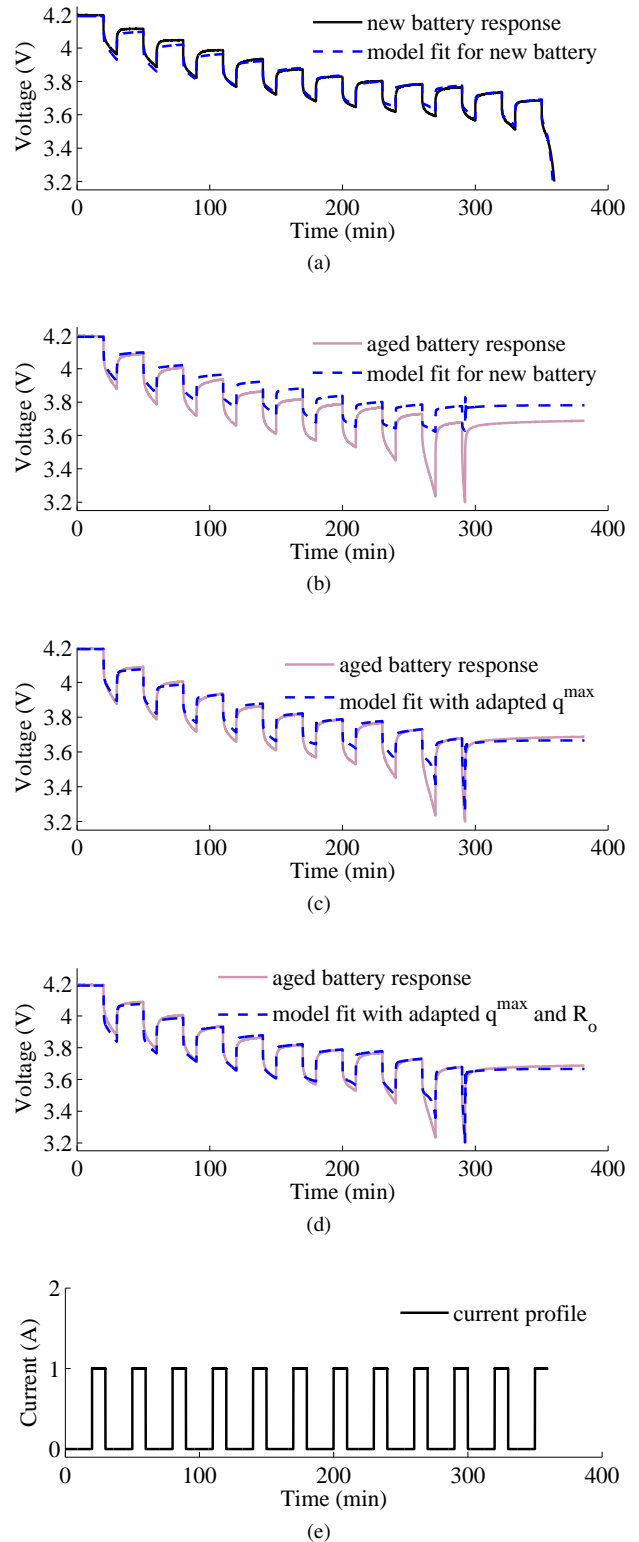 4.2
4
3.8
3.6
3.4
3.2
Voltage (V)
new battery response
model fit for new battery
0 100 200 300 400
Time (min)
(a)
4.2
4
3.8
3.6
3.4
3.2
Voltage (V)
aged battery response
model fit for new battery
0 100 200 300 400
Time (min)
(b)
4.2
4
3.8
3.6
3.4
3.2
Voltage (V)
aged battery response
model fit with adapted q^max
0 100 200 300 400
Time (min)
(c)
4.2
4
3.8
3.6
3.4
3.2
Voltage (V)
aged battery response
model fit with adapted q^max and R_o
0 100 200 300 400
Time (min)
(d)
2
1
0
Current (A)
current profile
0 100 200 300 400
Time (min)
(e)